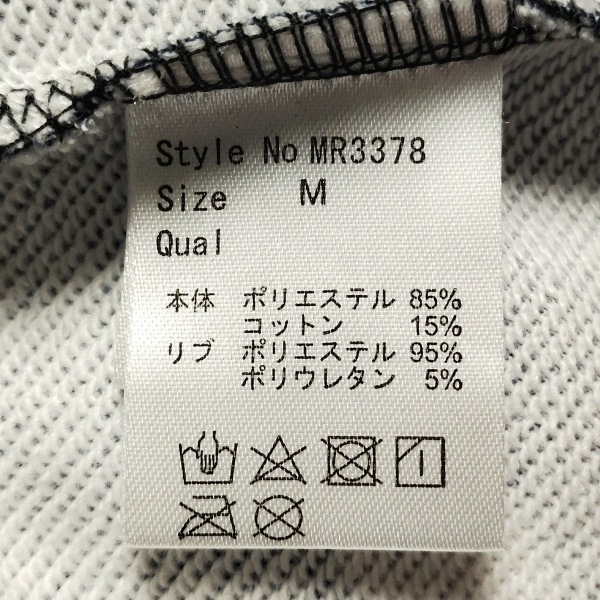 Style No MR3378
Size M
Qual
本体 ポリエステル 85%
コットン 15%
リブ ポリエステル 95%
ポリウレタン 5%